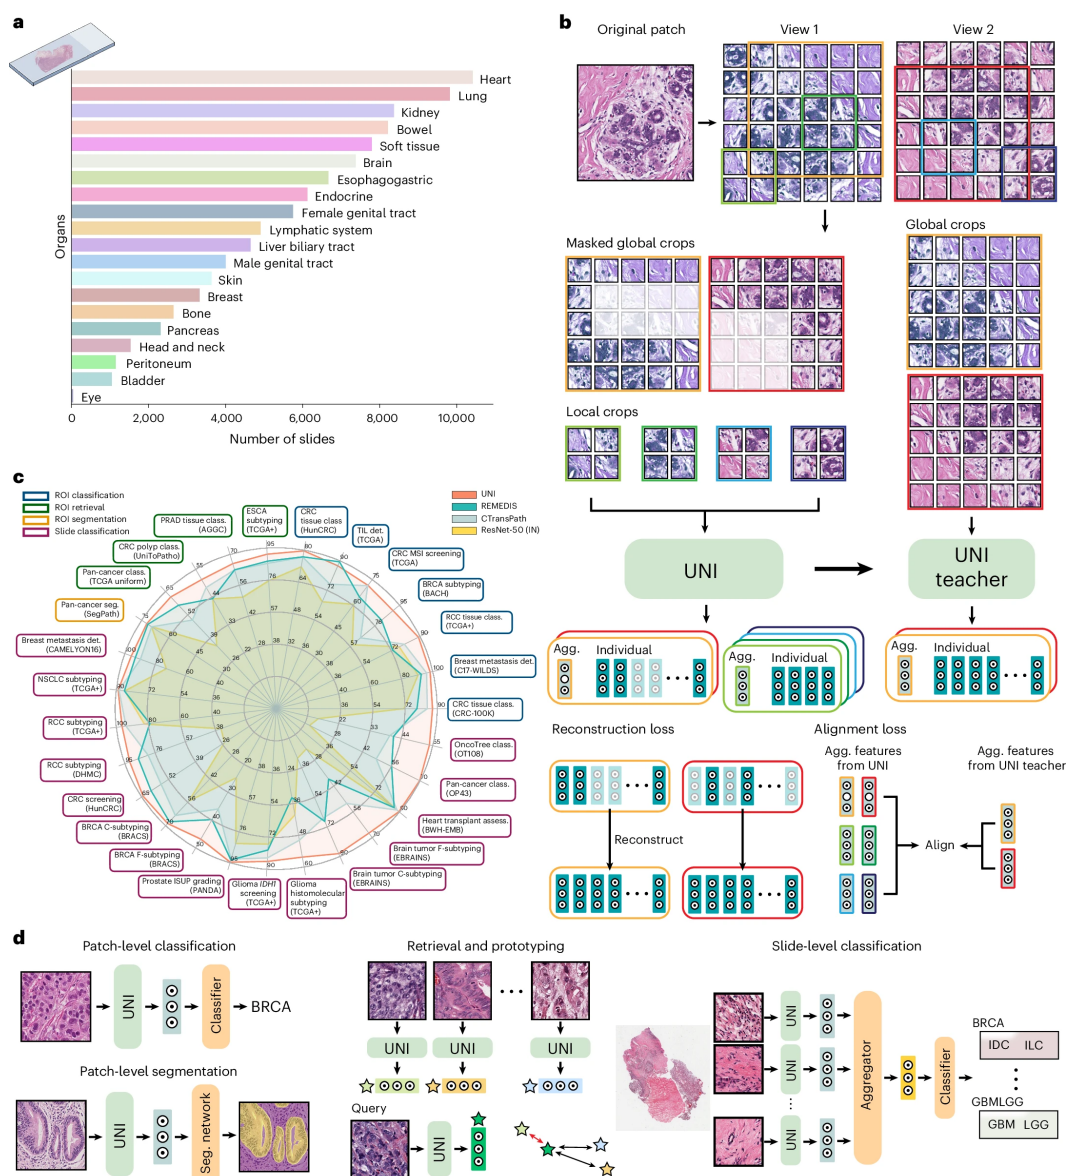 a
Heart
Lung
Kidney
Bowel
Soft tissue
Brain
Esophagogastric
Endocrine
Female genital tract
Lymphatic system
Liver biliary tract
Male genital tract
Skin
Breast
Bone
Pancreas
Head and neck
Peritoneum
Bladder
Eye
Organs
0 2,000 4,000 6,000 8,000 10,000
Number of slides
b
Original patch
View 1
View 2
Masked global crops
Global crops
Local crops
UNI
UNI
teacher
Agg. Individual
Agg. Individual
Agg. Individual
Reconstruction loss
Alignment loss
Agg. features
from UNI
Agg. features
from UNI teacher
Reconstruct
Align
c
ROI classification
ROI retrieval
ROI segmentation
Slide classification
UNI
REMEDIS
CTransPath
ResNet-50 (IN)
ESCA
subtyping
(TCGA+)
CRC
tissue class
(HunCRC)
TIL det.
(TCGA)
CRC MSI screening
(TCGA)
BRCA subtyping
(BACH)
RCC tissue class.
(TCGA+)
Breast metastasis det.
(C17-WILDS)
CRC tissue class.
(CRC-100K)
OncoTree class.
(OT108)
Pan-cancer class.
(OP43)
Heart transplant assess.
(BWH-EMB)
Brain tumor F-subtyping
(EBRAINS)
Brain tumor C-subtyping
(EBRAINS)
Glioma
histomolecular
subtyping
(TCGA+)
Glioma IDH1
screening
(TCGA+)
Prostate ISUP grading
(PANDA)
BRCA F-subtyping
(BRACS)
BRCA C-subtyping
(BRACS)
CRC screening
(HunCRC)
RCC subtyping
(DHMC)
RCC subtyping
(TCGA+)
NSCLC subtyping
(TCGA+)
Breast metastasis det.
(CAMELYON16)
Pan-cancer seg.
(SegPath)
Pan-cancer class.
(TCGA uniform)
CRC polyp class.
(UniToPatho)
PRAD tissue class.
(AGGC)
d
Patch-level classification
UNI
Classifier
BRCA
Patch-level segmentation
UNI
Seg. network
Retrieval and prototyping
UNI
UNI
UNI
Query
UNI
Slide-level classification
UNI
UNI
UNI
Aggregator
Classifier
BRCA
IDC ILC
GBMLGG
GBM LGG